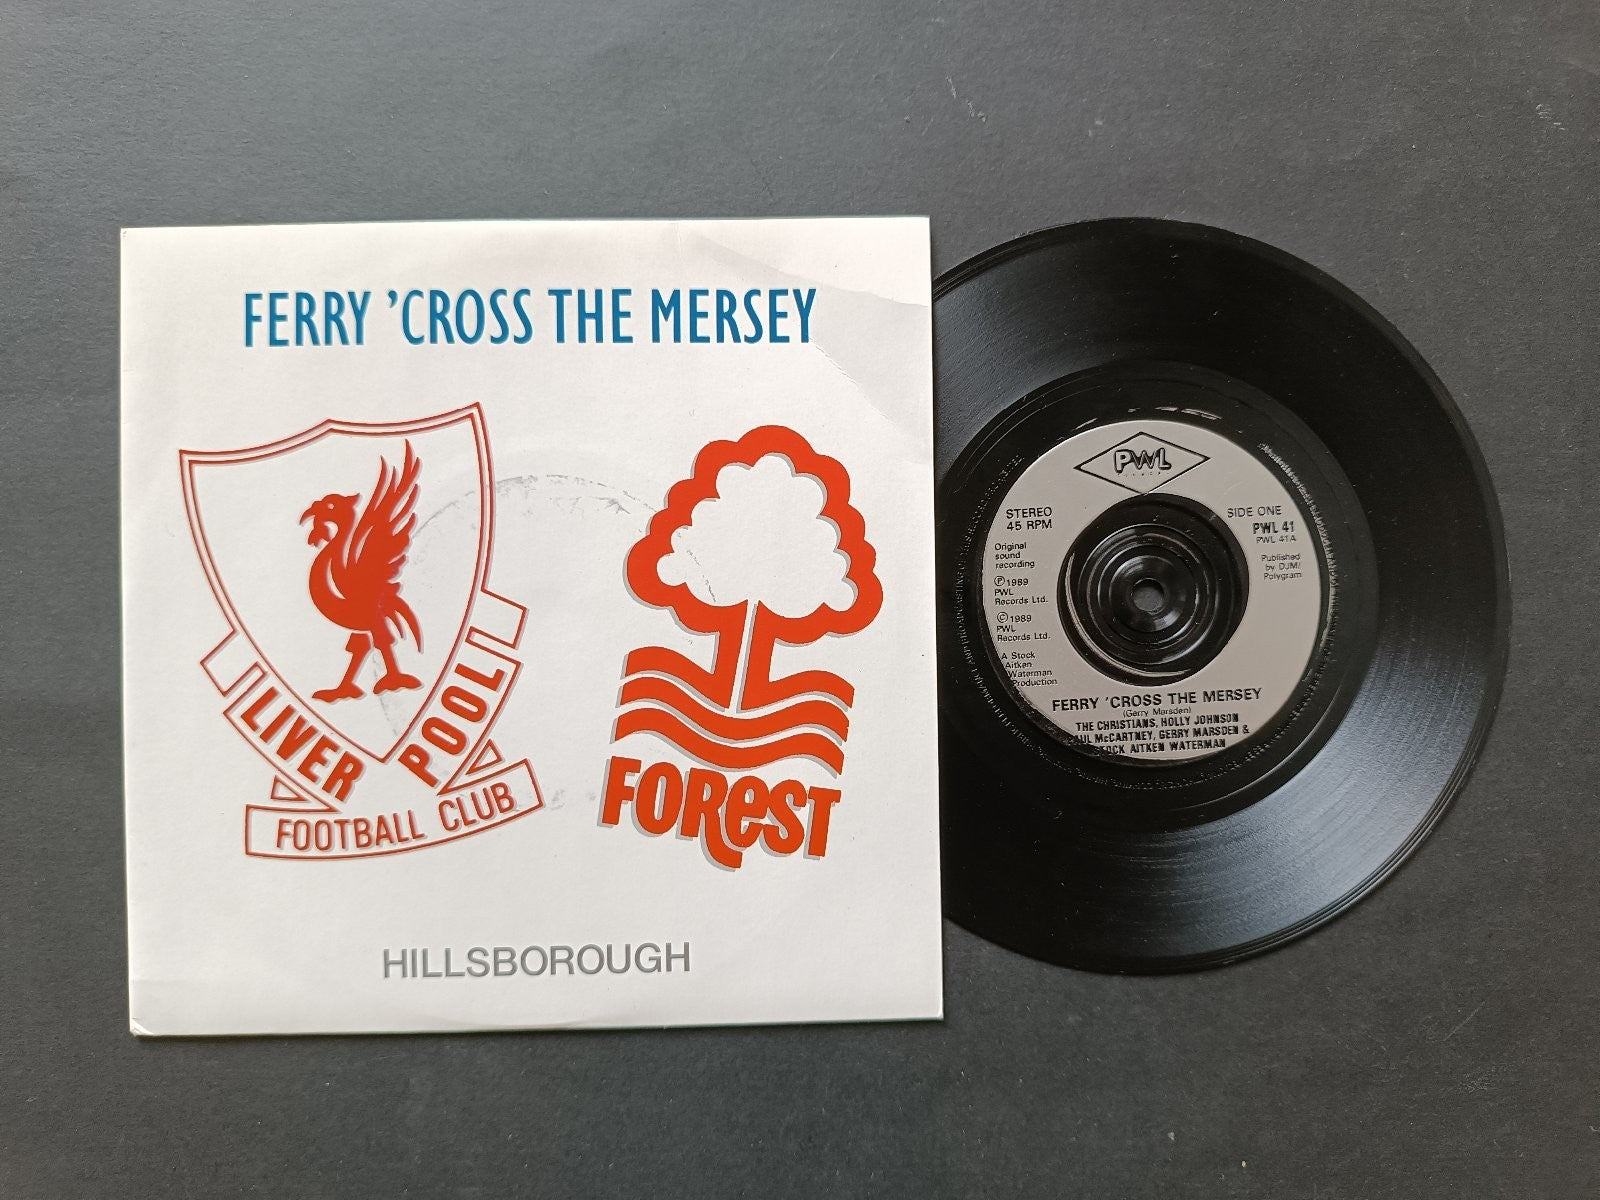 FERRY 'CROSS THE MERSEY
LIVER
POOL
FOOTBALL CLUB
FOREST
HILLSBOROUGH
PWL
STEREO
45 RPM
SIDE ONE
PWL 41
PWL 41A
Original
sound
recording
Published
by DJM/
Polygram
℗ 1989
PWL
Records Ltd.
© 1989
PWL
Records Ltd.
A Stock
Aitken
Waterman
Production
FERRY 'CROSS THE MERSEY
(Gerry Marsden)
THE CHRISTIANS, HOLLY JOHNSON
McCARTNEY, GERRY MARSDEN &
AITKEN WATERMAN